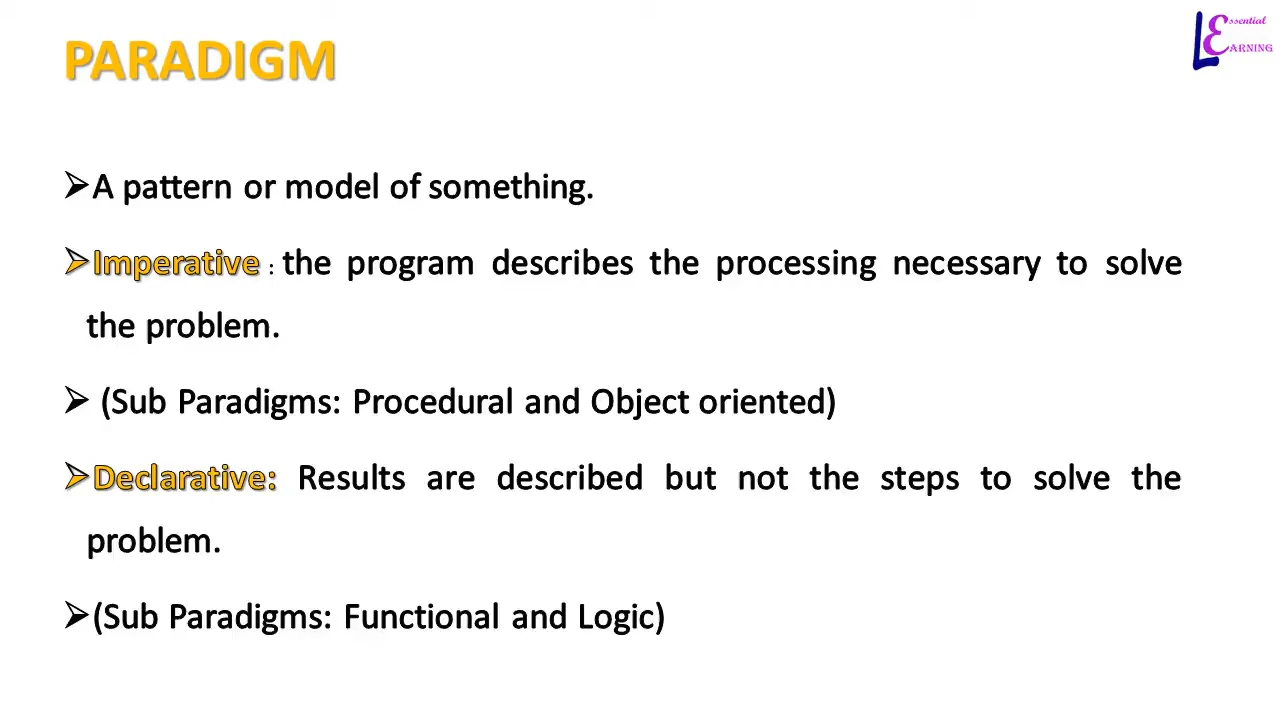 PARADIGM
Essential
LEARNING
➢A pattern or model of something.
➢Imperative : the program describes the processing necessary to solve
the problem.
➢ (Sub Paradigms: Procedural and Object oriented)
➢Declarative: Results are described but not the steps to solve the
problem.
➢(Sub Paradigms: Functional and Logic)